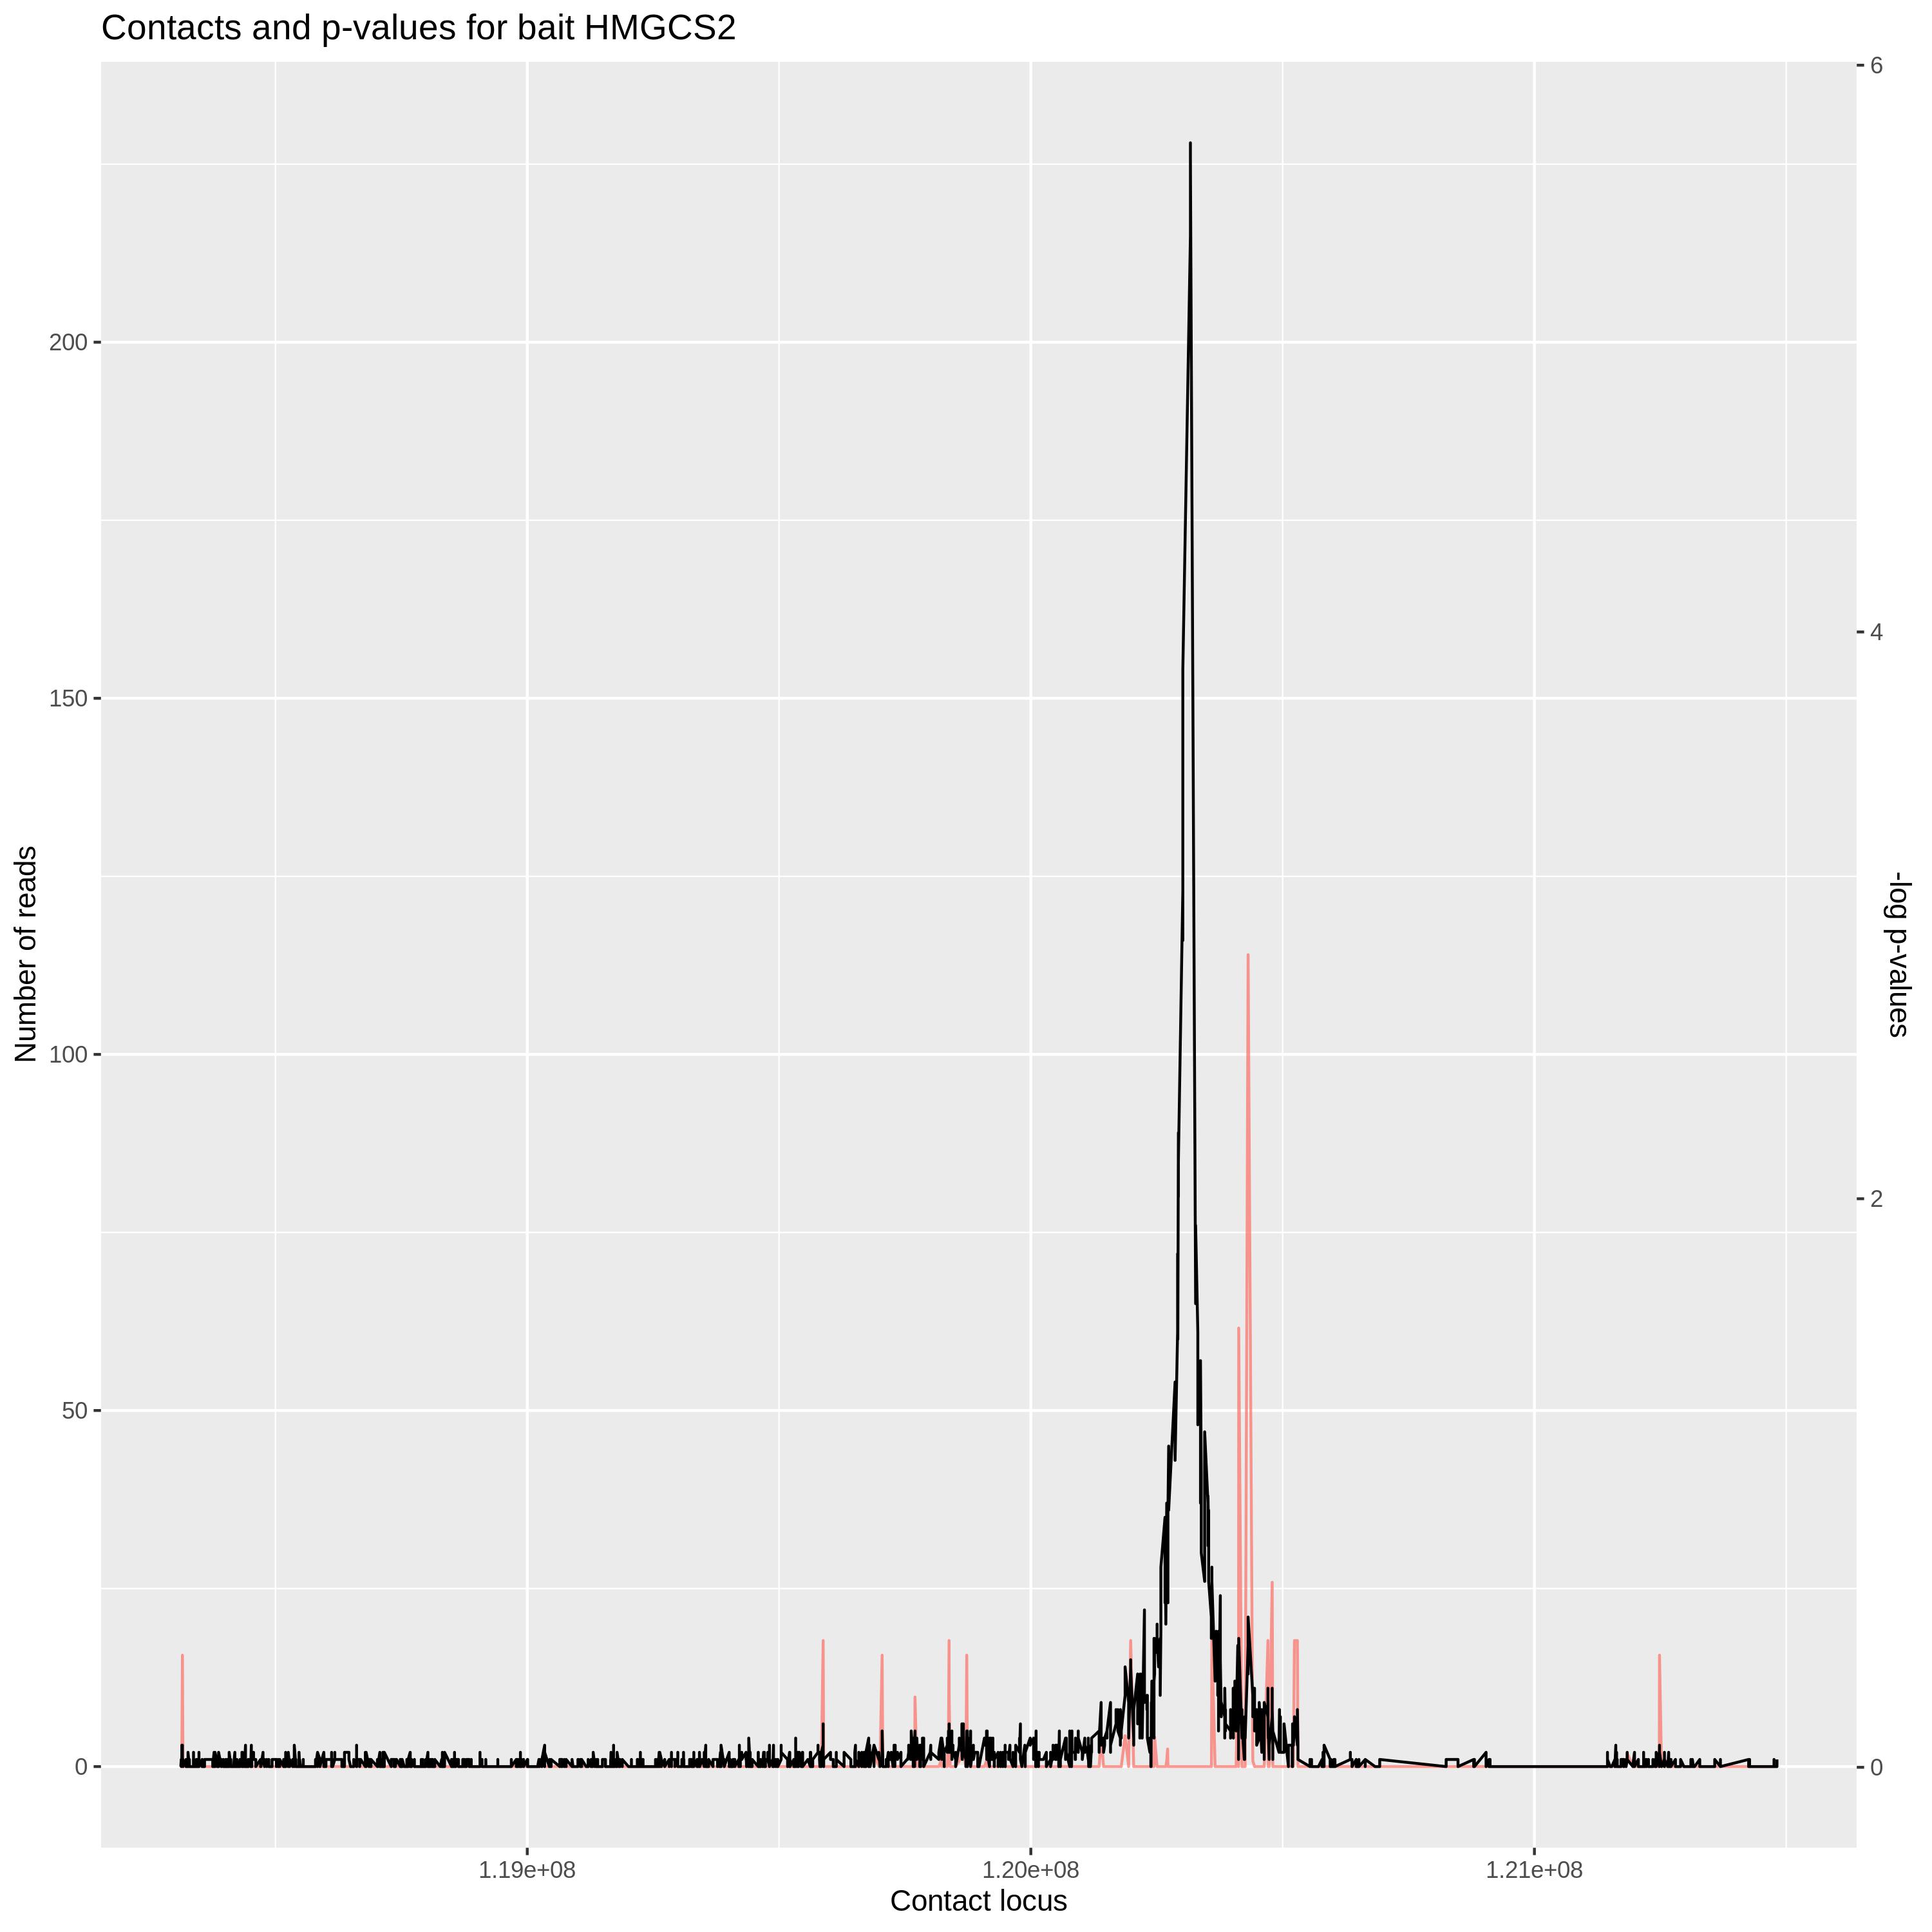 Contacts and p-values for bait HMGCS2
6
200
4
150
Number of reads
-log p-values
100
2
50
0
0
1.19e+08
1.20e+08
1.21e+08
Contact locus